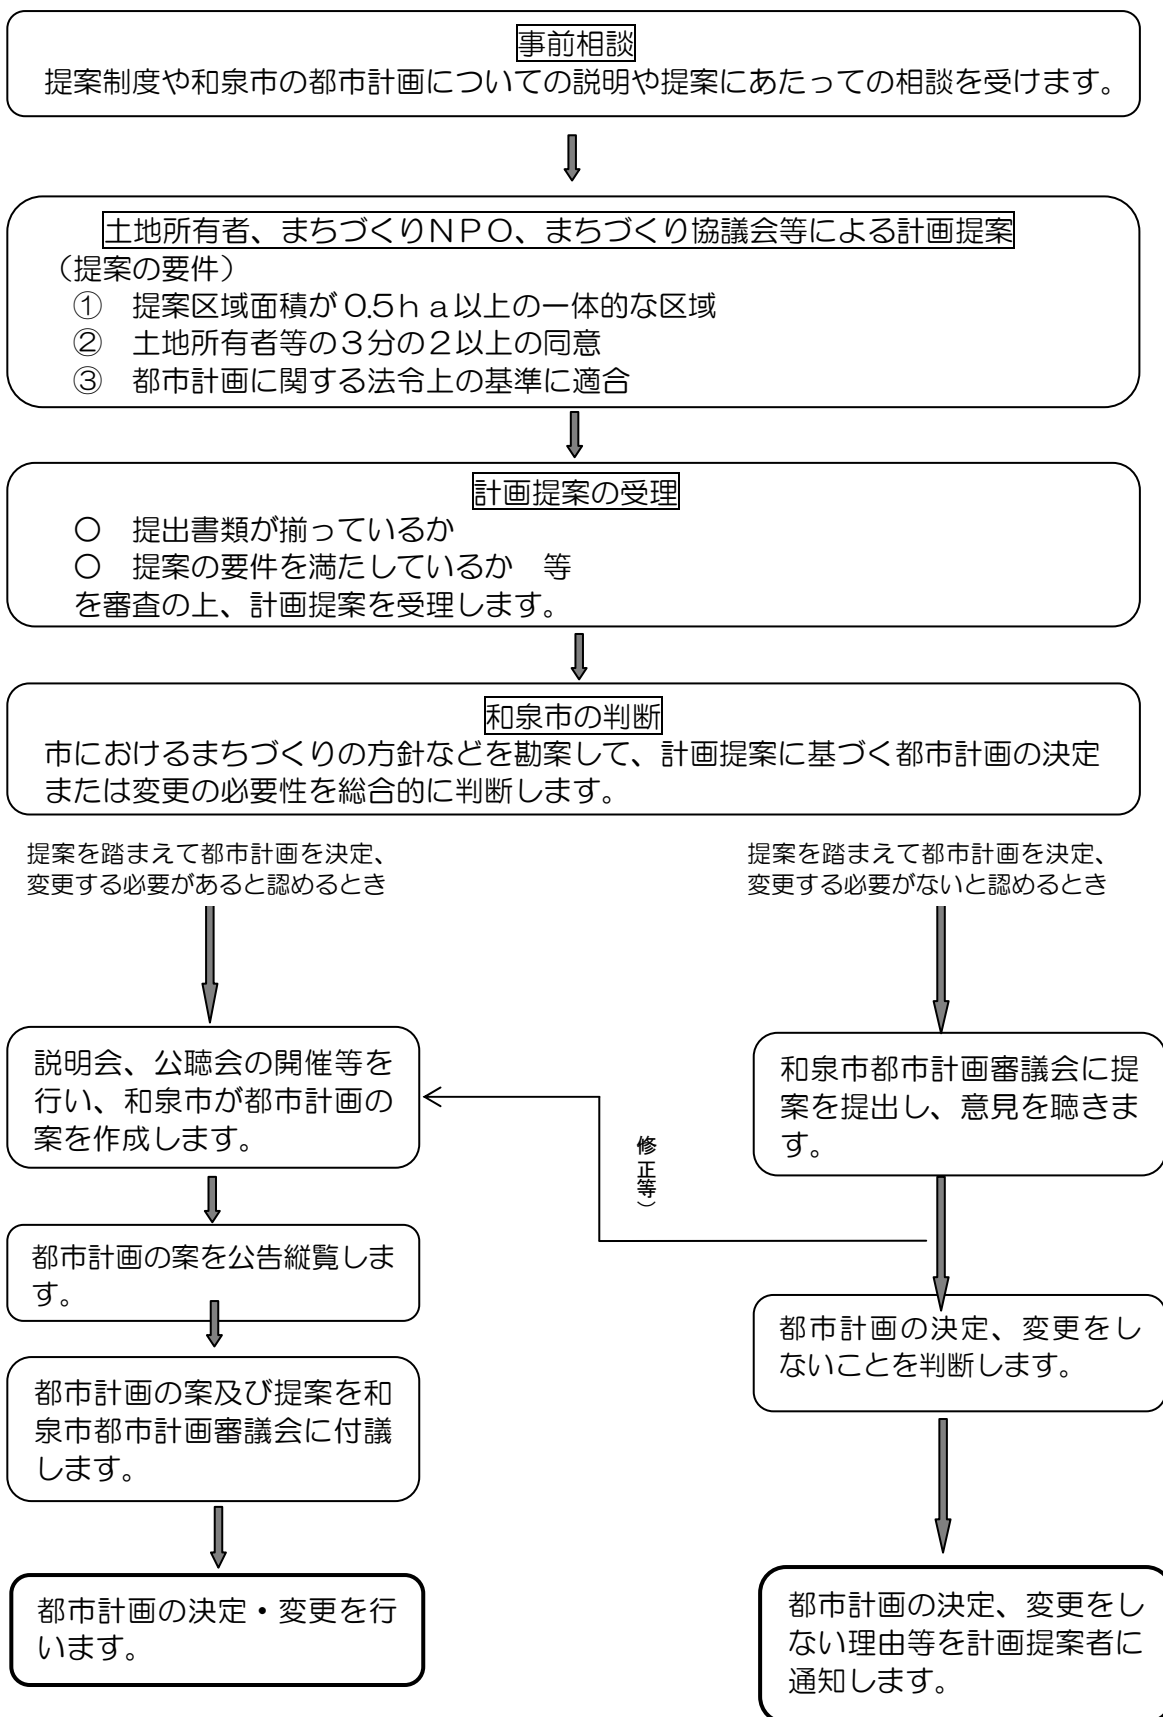 事前相談
提案制度や和泉市の都市計画についての説明や提案にあたっての相談を受けます。
土地所有者、まちづくりNPO、まちづくり協議会等による計画提案
（提案の要件）
① 提案区域面積が0.5ha以上の一体的な区域
② 土地所有者等の3分の2以上の同意
③ 都市計画に関する法令上の基準に適合
計画提案の受理
○ 提出書類が揃っているか
○ 提案の要件を満たしているか 等
を審査の上、計画提案を受理します。
和泉市の判断
市におけるまちづくりの方針などを勘案して、計画提案に基づく都市計画の決定
または変更の必要性を総合的に判断します。
提案を踏まえて都市計画を決定、
変更する必要があると認めるとき
説明会、公聴会の開催等を
行い、和泉市が都市計画の
案を作成します。
都市計画の案を公告縦覧しま
す。
都市計画の案及び提案を和
泉市都市計画審議会に付議
します。
都市計画の決定・変更を行
います。
修正等）
提案を踏まえて都市計画を決定、
変更する必要がないと認めるとき
和泉市都市計画審議会に提
案を提出し、意見を聴きま
す。
都市計画の決定、変更をし
ないことを判断します。
都市計画の決定、変更をし
ない理由等を計画提案者に
通知します。